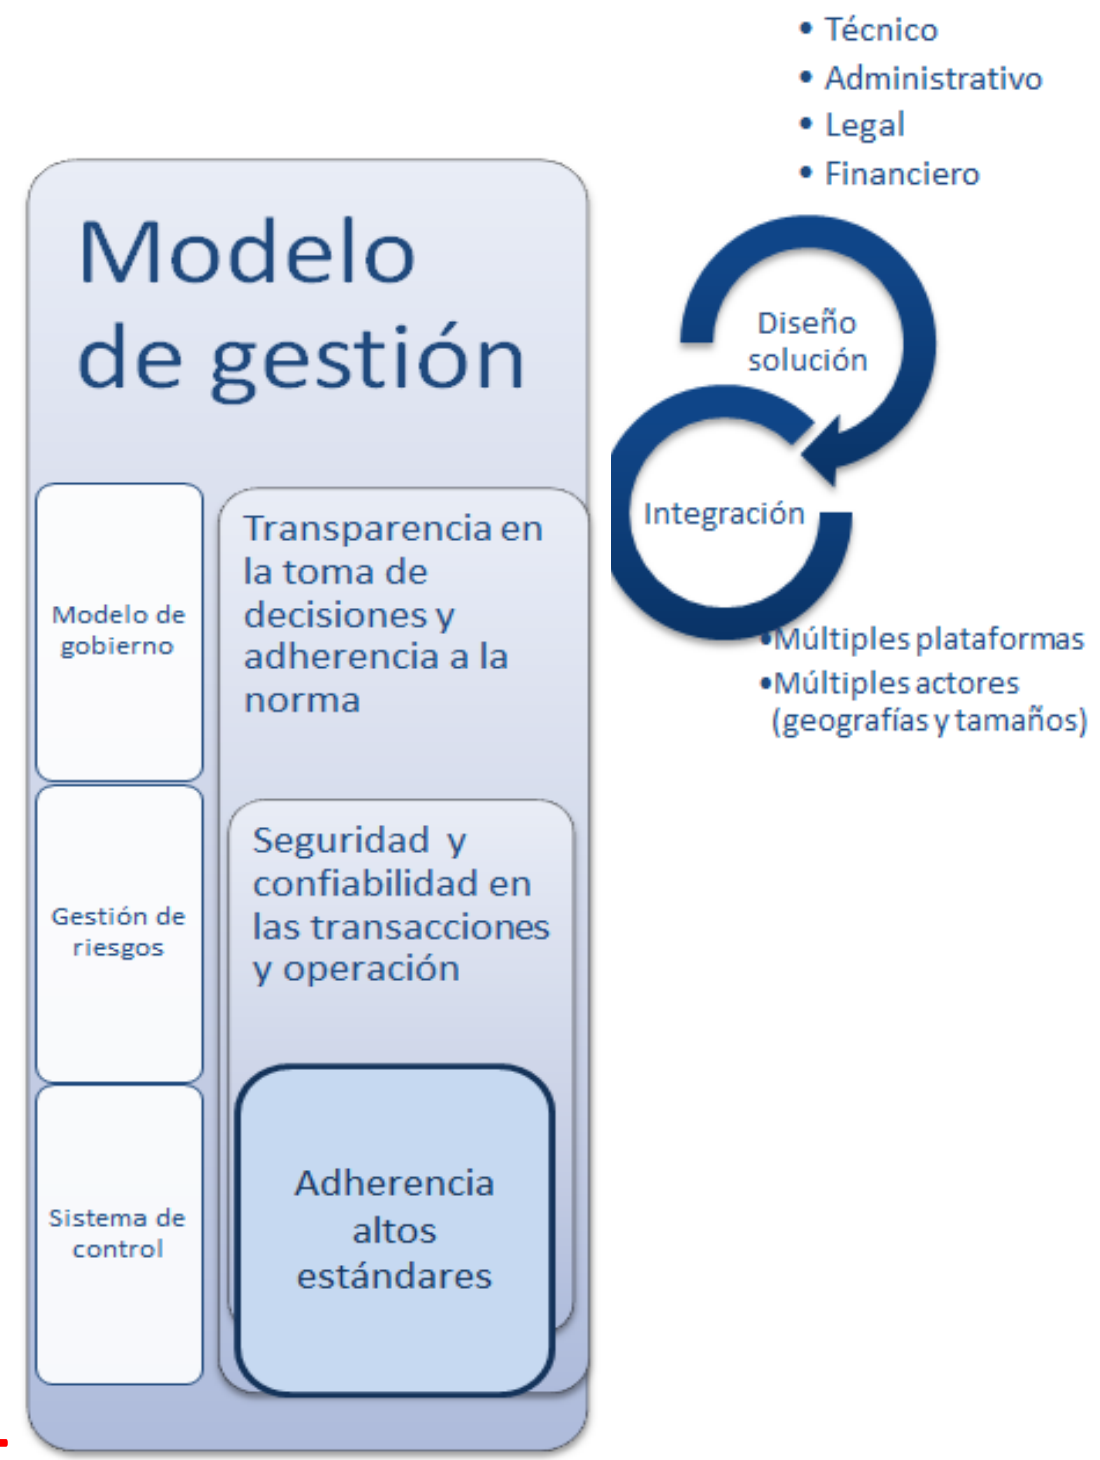 • Técnico
• Administrativo
• Legal
• Financiero
Modelo
de gestión
Diseño
solución
Integración
•Múltiples plataformas
•Múltiples actores
(geografías y tamaños)
Modelo de
gobierno
Transparencia en
la toma de
decisiones y
adherencia a la
norma
Gestión de
riesgos
Seguridad y
confiabilidad en
las transacciones
y operación
Sistema de
control
Adherencia
altos
estándares